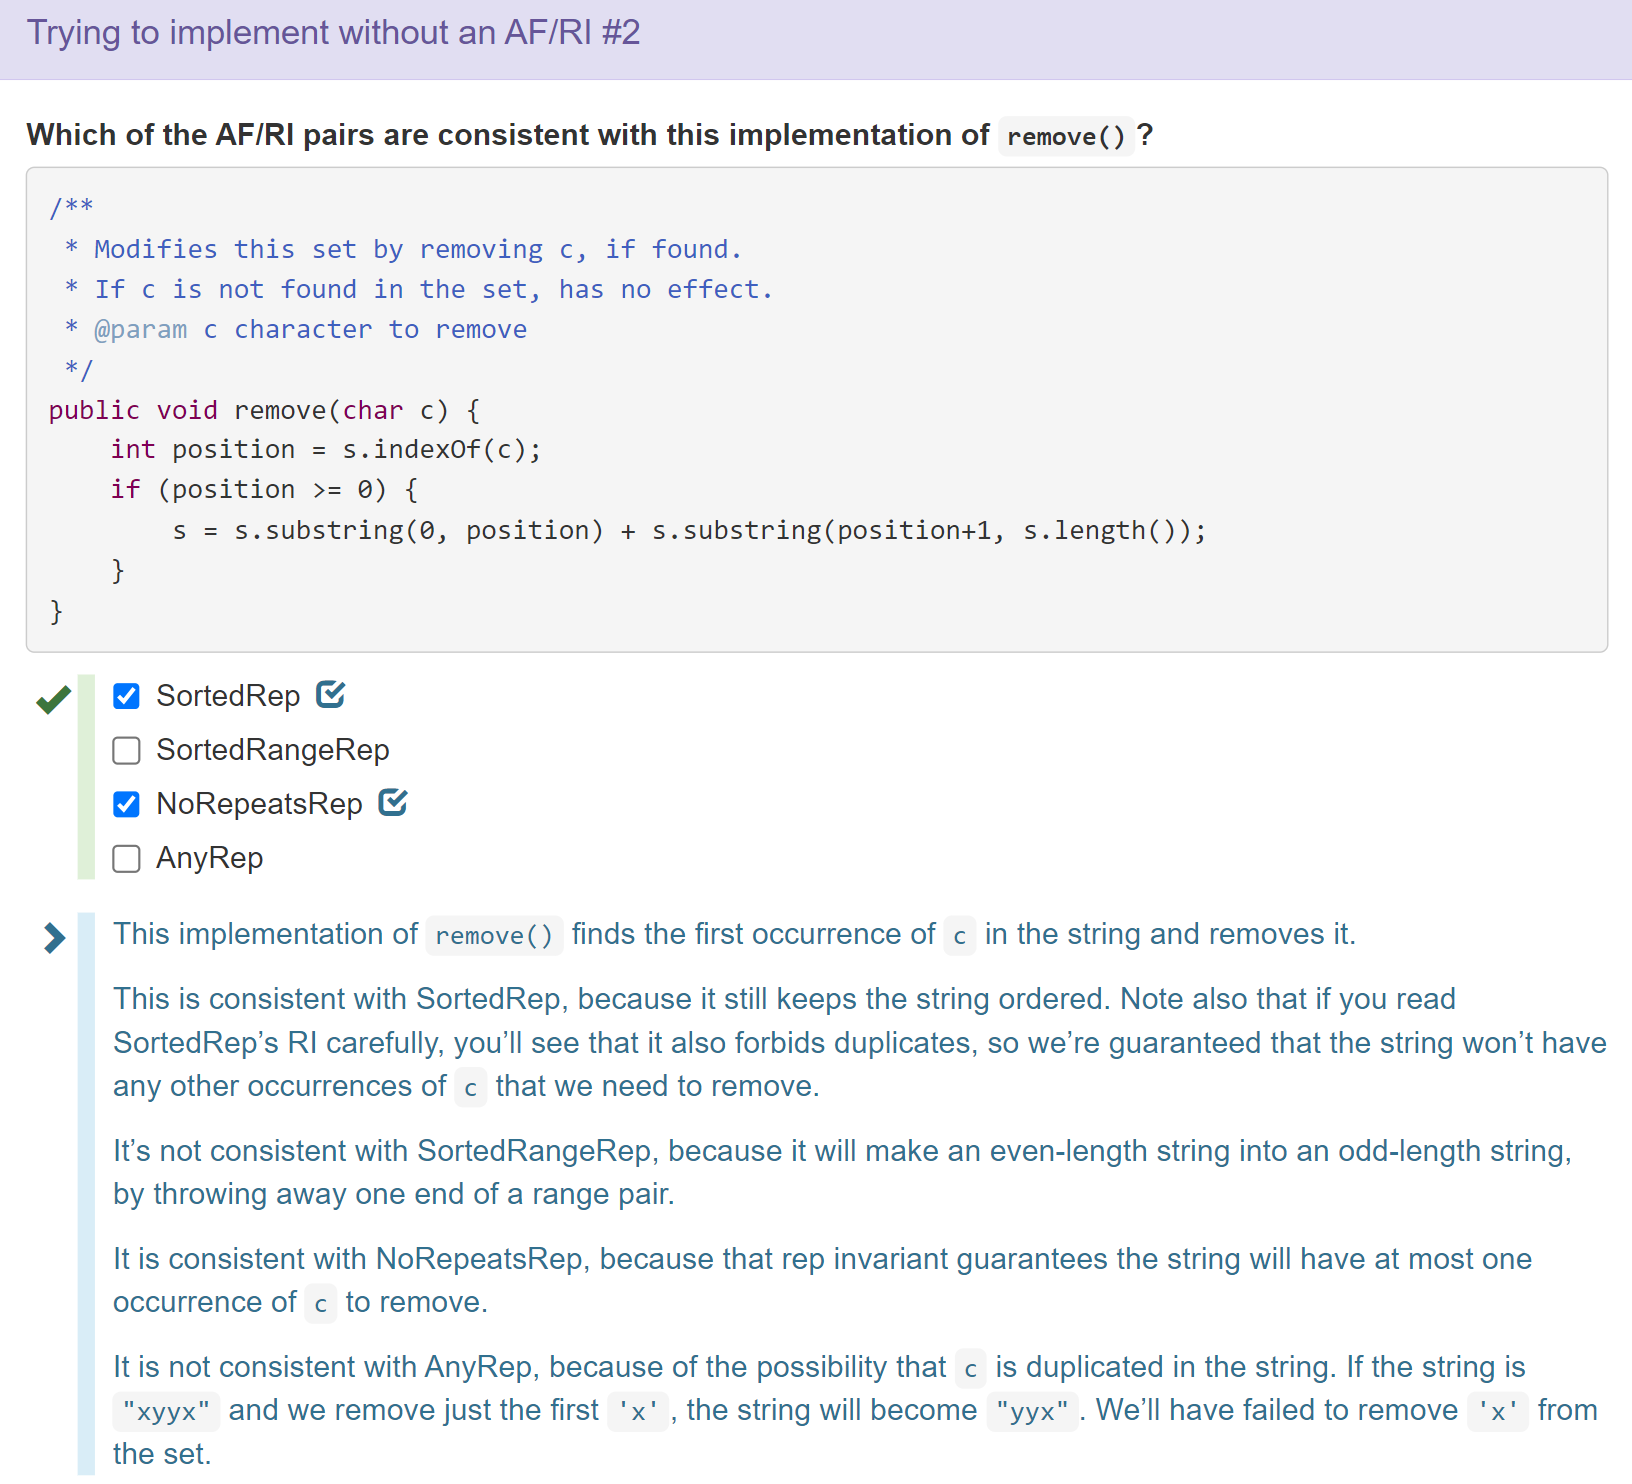 Trying to implement without an AF/RI #2
Which of the AF/RI pairs are consistent with this implementation of remove()?
/**
 * Modifies this set by removing c, if found.
 * If c is not found in the set, has no effect.
 * @param c character to remove
 */
public void remove(char c) {
    int position = s.indexOf(c);
    if (position >= 0) {
        s = s.substring(0, position) + s.substring(position+1, s.length());
    }
}
SortedRep
SortedRangeRep
NoRepeatsRep
AnyRep
This implementation of remove() finds the first occurrence of c in the string and removes it.
This is consistent with SortedRep, because it still keeps the string ordered. Note also that if you read
SortedRep’s RI carefully, you’ll see that it also forbids duplicates, so we’re guaranteed that the string won’t have
any other occurrences of c that we need to remove.
It’s not consistent with SortedRangeRep, because it will make an even-length string into an odd-length string,
by throwing away one end of a range pair.
It is consistent with NoRepeatsRep, because that rep invariant guarantees the string will have at most one
occurrence of c to remove.
It is not consistent with AnyRep, because of the possibility that c is duplicated in the string. If the string is
"xyyx" and we remove just the first 'x', the string will become "yyx". We’ll have failed to remove 'x' from
the set.